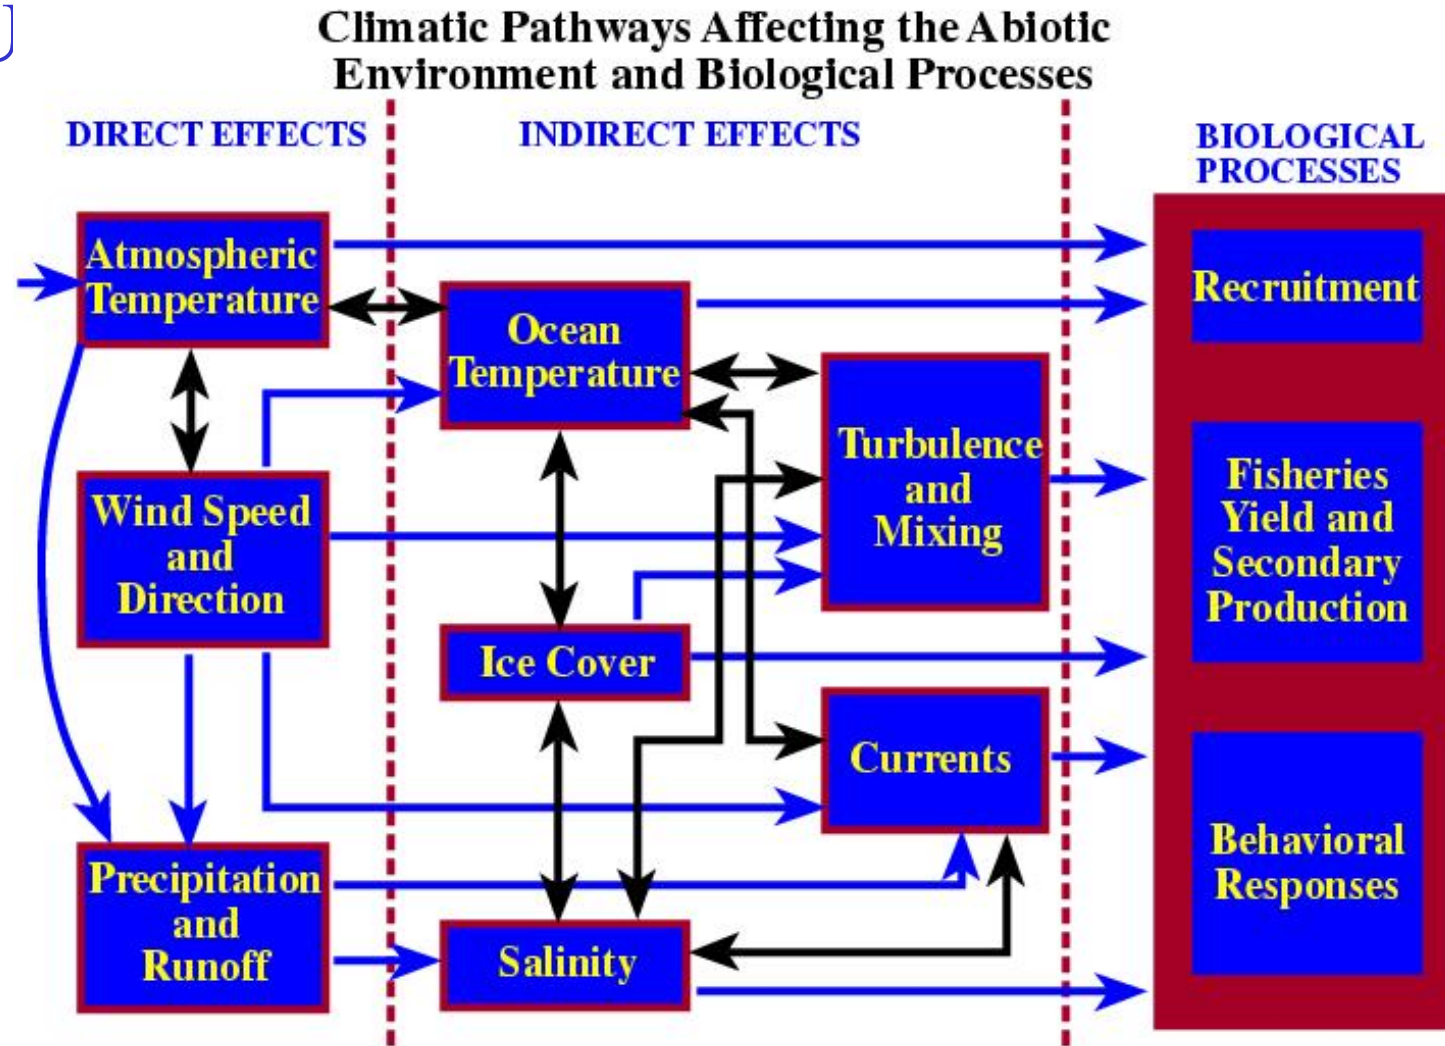 Climatic Pathways Affecting the Abiotic
Environment and Biological Processes
DIRECT EFFECTS
INDIRECT EFFECTS
BIOLOGICAL
PROCESSES
Atmospheric
Temperature
Wind Speed
and
Direction
Precipitation
and
Runoff
Ocean
Temperature
Ice Cover
Salinity
Turbulence
and
Mixing
Currents
Recruitment
Fisheries
Yield and
Secondary
Production
Behavioral
Responses